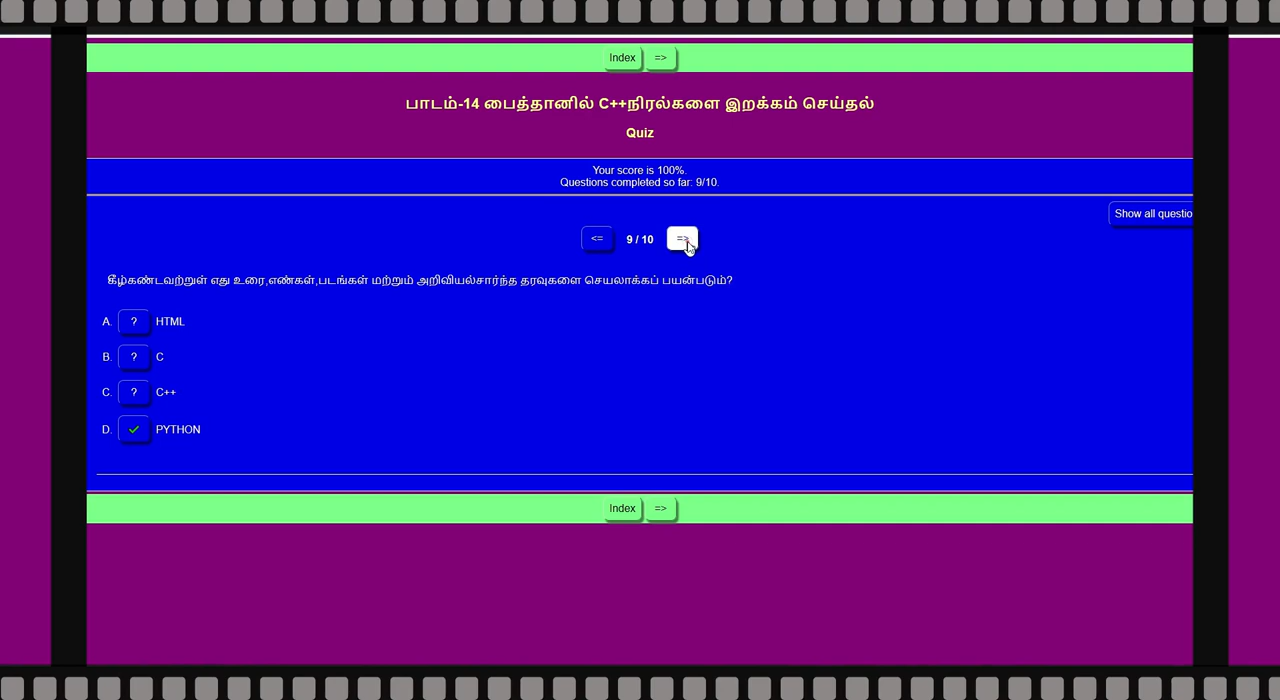 Index =>
பாடம்-14 பைத்தானில் C++நிரல்களை இறக்கம் செய்தல்
Quiz
Your score is 100%.
Questions completed so far: 9/10.
Show all questio
<= 9 / 10 =>
கீழ்கண்டவற்றுள் எது உரை,எண்கள்,படங்கள் மற்றும் அறிவியல்சார்ந்த தரவுகளை செயலாக்கப் பயன்படும்?
A. ? HTML
B. ? C
C. ? C++
D. ✓ PYTHON
Index =>